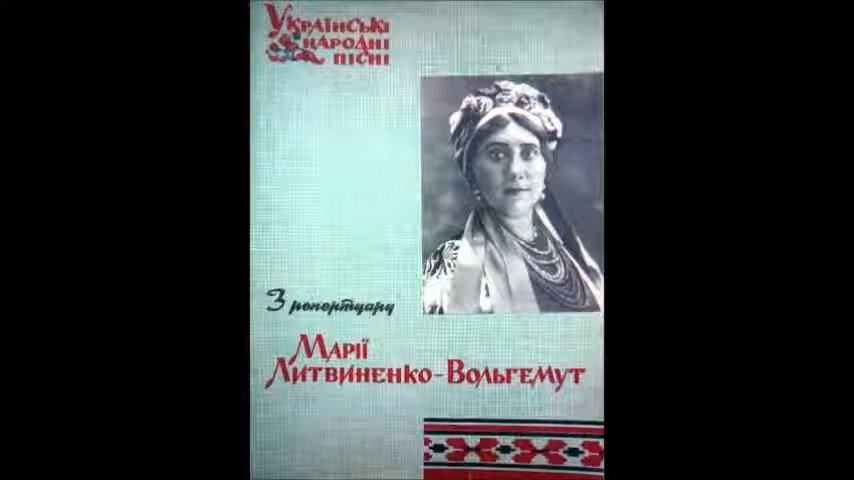 Українські
народні
пісні
З репертуару
Марії
Литвиненко-Вольгемут